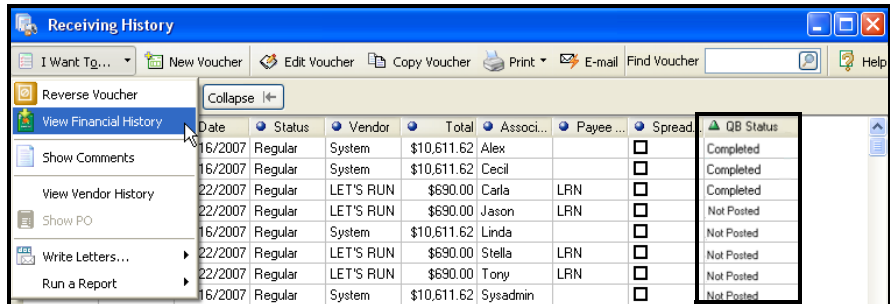 Receiving History
I Want To... New Voucher Edit Voucher Copy Voucher Print E-mail Find Voucher Help
Reverse Voucher
Collapse
View Financial History
Show Comments
View Vendor History
Show PO
Write Letters...
Run a Report
Date Status Vendor Total Associ... Payee ... Spread. QB Status
16/2007 Regular System $10,611.62 Alex Completed
16/2007 Regular System $10,611.62 Cecil Completed
22/2007 Regular LET'S RUN $690.00 Carla LRN Completed
22/2007 Regular LET'S RUN $690.00 Jason LRN Not Posted
16/2007 Regular System $10,611.62 Linda Not Posted
22/2007 Regular LET'S RUN $690.00 Stella LRN Not Posted
22/2007 Regular LET'S RUN $690.00 Tony LRN Not Posted
16/2007 Regular System $10,611.62 Sysadmin Not Posted